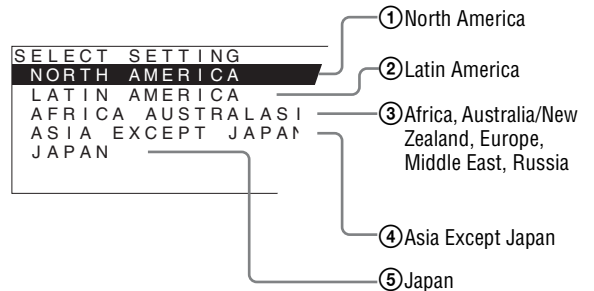 SELECT SETTING
NORTH AMERICA
LATIN AMERICA
AFRICA AUSTRALASI
ASIA EXCEPT JAPAN
JAPAN
①North America
②Latin America
③Africa, Australia/New
Zealand, Europe,
Middle East, Russia
④Asia Except Japan
⑤Japan